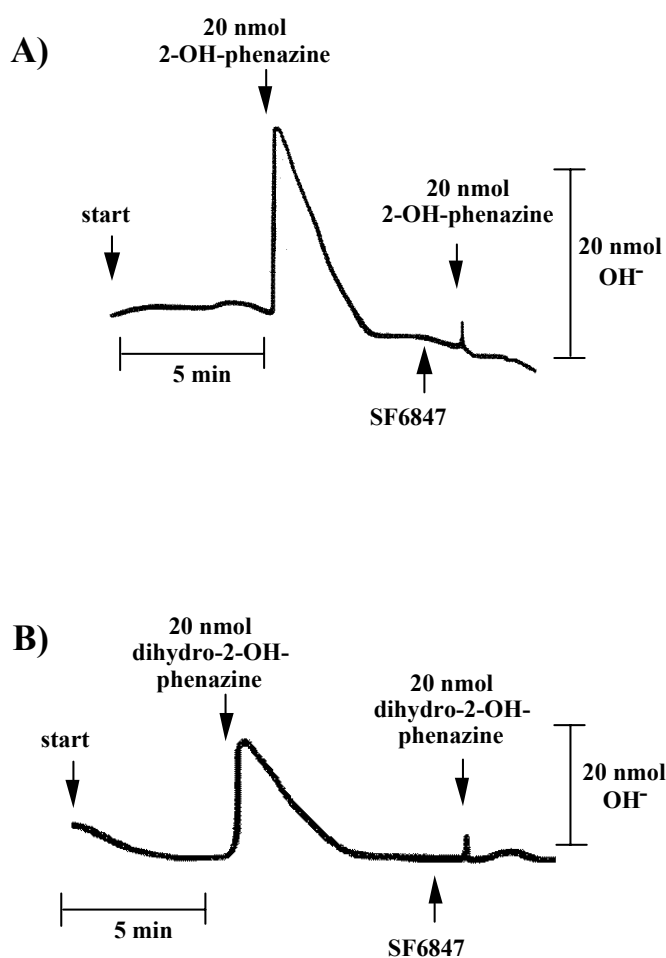 A)
20 nmol
2-OH-phenazine
20 nmol
2-OH-phenazine
start
20 nmol
OH⁻
5 min
SF6847
B)
20 nmol
dihydro-2-OH-
phenazine
20 nmol
dihydro-2-OH-
phenazine
start
20 nmol
OH⁻
5 min
SF6847